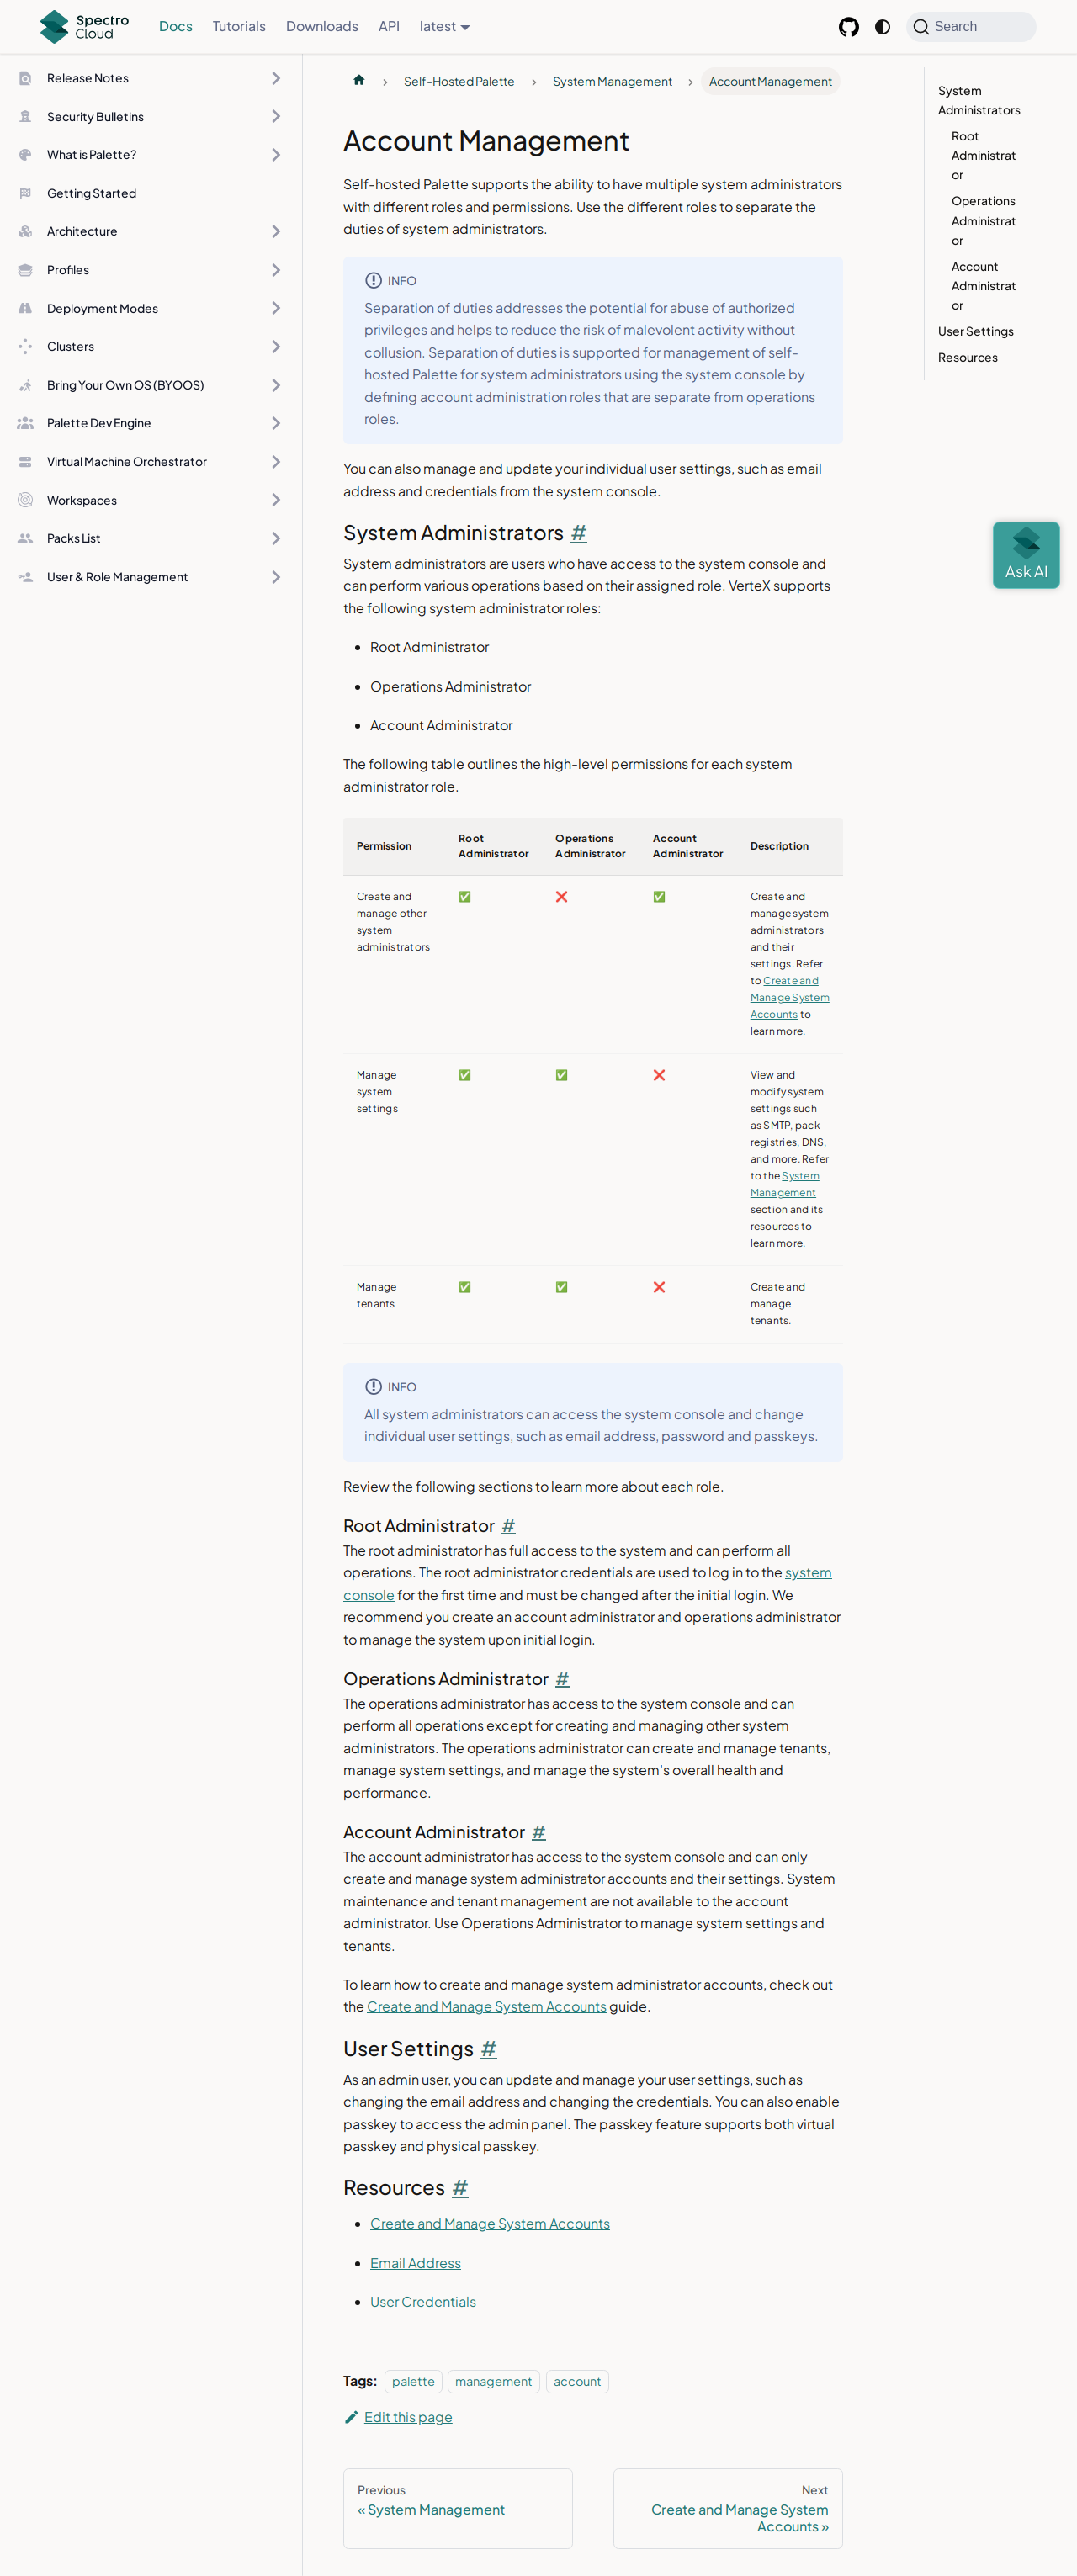 Spectro
Cloud
Docs
Tutorials
Downloads
API
latest
Search
Release Notes
Security Bulletins
What is Palette?
Getting Started
Architecture
Profiles
Deployment Modes
Clusters
Bring Your Own OS (BYOOS)
Palette Dev Engine
Virtual Machine Orchestrator
Workspaces
Packs List
User & Role Management
Self-Hosted Palette
System Management
Account Management
Account Management
Self-hosted Palette supports the ability to have multiple system administrators
with different roles and permissions. Use the different roles to separate the
duties of system administrators.
INFO
Separation of duties addresses the potential for abuse of authorized
privileges and helps to reduce the risk of malevolent activity without
collusion. Separation of duties is supported for management of self-
hosted Palette for system administrators using the system console by
defining account administration roles that are separate from operations
roles.
You can also manage and update your individual user settings, such as email
address and credentials from the system console.
System Administrators #
System administrators are users who have access to the system console and
can perform various operations based on their assigned role. VerteX supports
the following system administrator roles:
Root Administrator
Operations Administrator
Account Administrator
The following table outlines the high-level permissions for each system
administrator role.
Permission
Root
Administrator
Operations
Administrator
Account
Administrator
Description
Create and
manage other
system
administrators
✅
❌
✅
Create and
manage system
administrators
and their
settings. Refer
to Create and
Manage System
Accounts to
learn more.
Manage
system
settings
✅
✅
❌
View and
modify system
settings such
as SMTP, pack
registries, DNS,
and more. Refer
to the System
Management
section and its
resources to
learn more.
Manage
tenants
✅
✅
❌
Create and
manage
tenants.
INFO
All system administrators can access the system console and change
individual user settings, such as email address, password and passkeys.
Review the following sections to learn more about each role.
Root Administrator #
The root administrator has full access to the system and can perform all
operations. The root administrator credentials are used to log in to the system
console for the first time and must be changed after the initial login. We
recommend you create an account administrator and operations administrator
to manage the system upon initial login.
Operations Administrator #
The operations administrator has access to the system console and can
perform all operations except for creating and managing other system
administrators. The operations administrator can create and manage tenants,
manage system settings, and manage the system's overall health and
performance.
Account Administrator #
The account administrator has access to the system console and can only
create and manage system administrator accounts and their settings. System
maintenance and tenant management are not available to the account
administrator. Use Operations Administrator to manage system settings and
tenants.
To learn how to create and manage system administrator accounts, check out
the Create and Manage System Accounts guide.
User Settings #
As an admin user, you can update and manage your user settings, such as
changing the email address and changing the credentials. You can also enable
passkey to access the admin panel. The passkey feature supports both virtual
passkey and physical passkey.
Resources #
Create and Manage System Accounts
Email Address
User Credentials
Tags: palette management account
Edit this page
Previous
« System Management
Next
Create and Manage System
Accounts »
System
Administrators
Root
Administrat
or
Operations
Administrat
or
Account
Administrat
or
User Settings
Resources
Ask AI